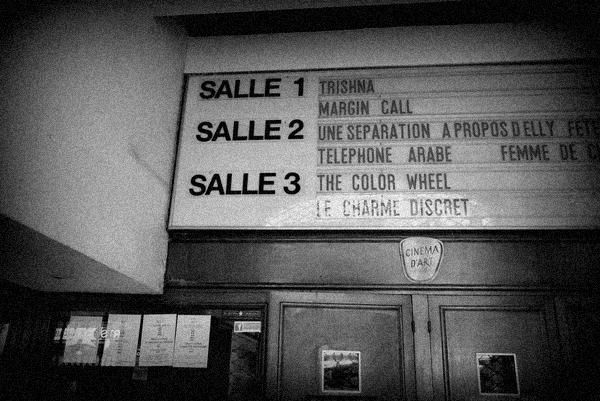 SALLE 1 TRISHNA
MARGIN CALL
SALLE 2 UNE SEPARATION A PROPOS D ELLY FETE
TELEPHONE ARABE FEMME DE C
SALLE 3 THE COLOR WHEEL
LE CHARME DISCRET
CINEMA
D'ART